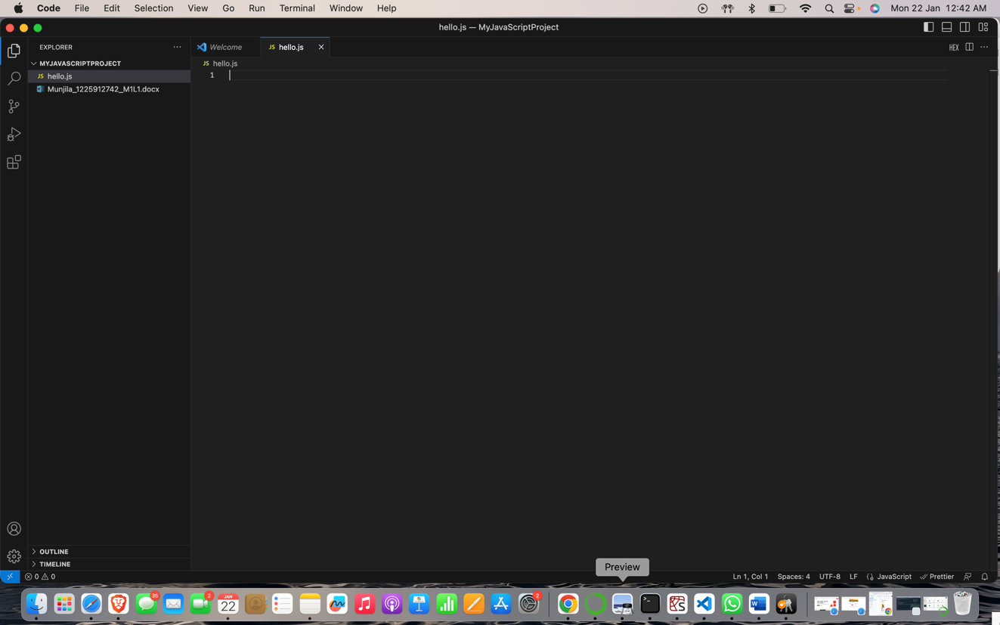 Code File Edit Selection View Go Run Terminal Window Help Mon 22 Jan 12:42 AM
hello.js — MyJavaScriptProject
EXPLORER
Welcome
JS hello.js
HEX
MYJAVASCRIPTPROJECT
JS hello.js
JS hello.js
1
Munjila_1225912742_M1L1.docx
OUTLINE
TIMELINE
Preview
0 0
Ln 1, Col 1 Spaces: 4 UTF-8 LF JavaScript Prettier
35
2
JAN
22
2